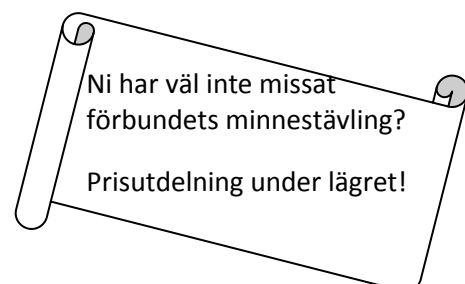 Ni har väl inte missat
förbundets minnestävling?
Prisutdelning under lägret!